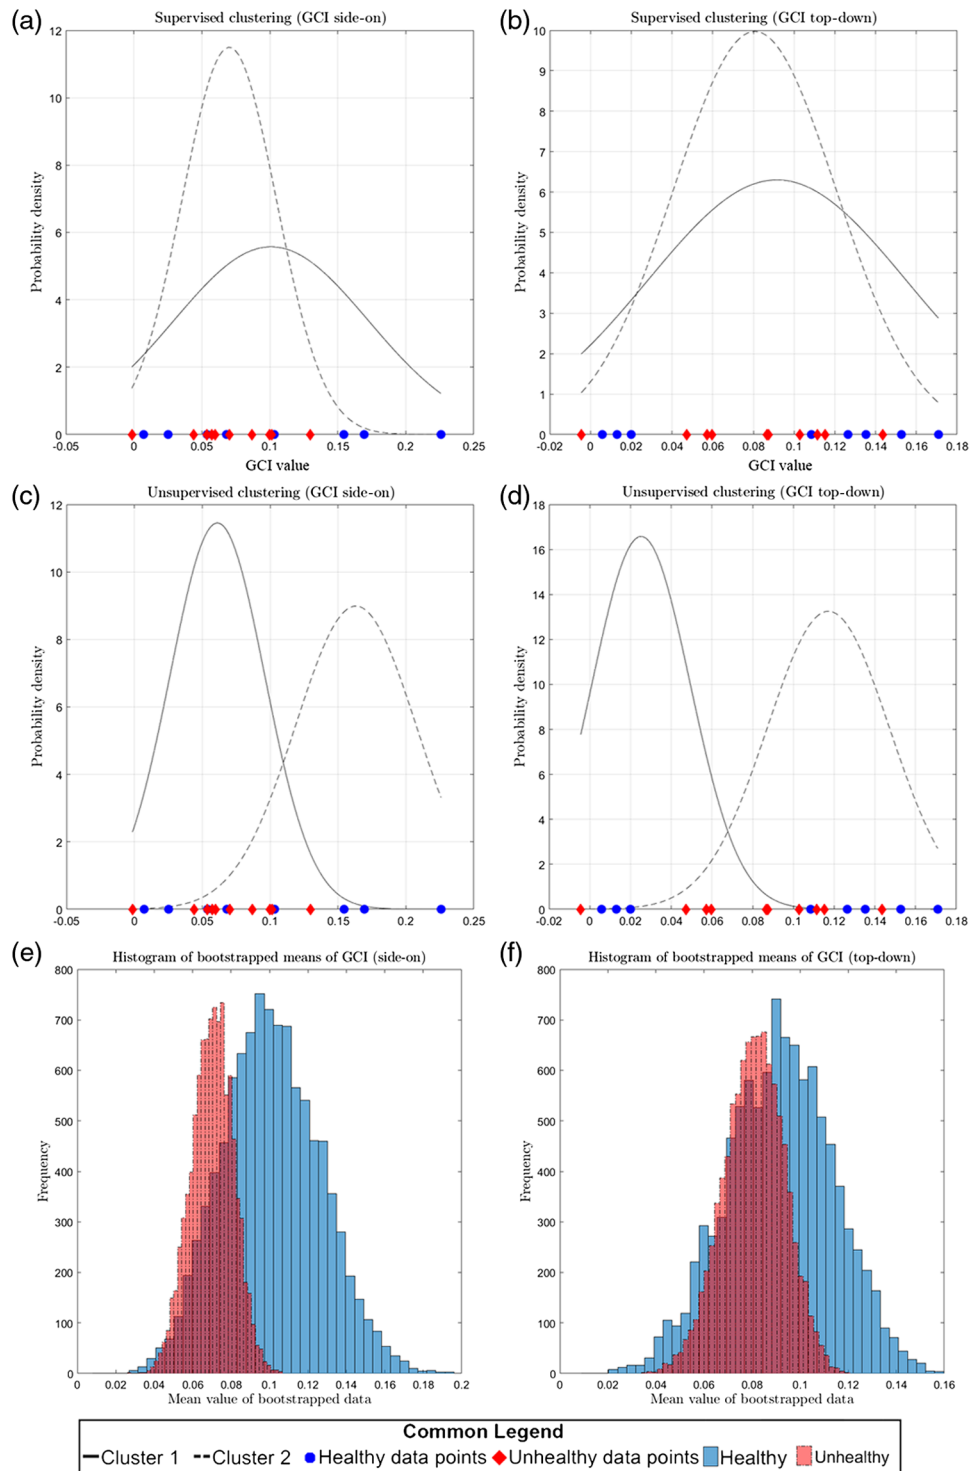 (a)
Supervised clustering (GCI side-on)
12
10
8
6
4
2
0
Probability density
-0.05 0 0.05 0.1 0.15 0.2 0.25
GCI value
(b)
Supervised clustering (GCI top-down)
10
9
8
7
6
5
4
3
2
1
0
Probability density
-0.02 0 0.02 0.04 0.06 0.08 0.10 0.12 0.14 0.16 0.18
GCI value
(c)
Unsupervised clustering (GCI side-on)
12
10
8
6
4
2
0
Probability density
-0.05 0 0.05 0.1 0.15 0.2 0.25
(d)
Unsupervised clustering (GCI top-down)
18
16
14
12
10
8
6
4
2
0
Probability density
-0.02 0 0.02 0.04 0.06 0.08 0.10 0.12 0.14 0.16 0.18
(e)
Histogram of bootstrapped means of GCI (side-on)
800
700
600
500
400
300
200
100
0
Frequency
0 0.02 0.04 0.06 0.08 0.1 0.12 0.14 0.16 0.18 0.2
Mean value of bootstrapped data
(f)
Histogram of bootstrapped means of GCI (top-down)
800
700
600
500
400
300
200
100
0
Frequency
0 0.02 0.04 0.06 0.08 0.1 0.12 0.14 0.16
Mean value of bootstrapped data
Common Legend
Cluster 1 Cluster 2 Healthy data points Unhealthy data points Healthy Unhealthy